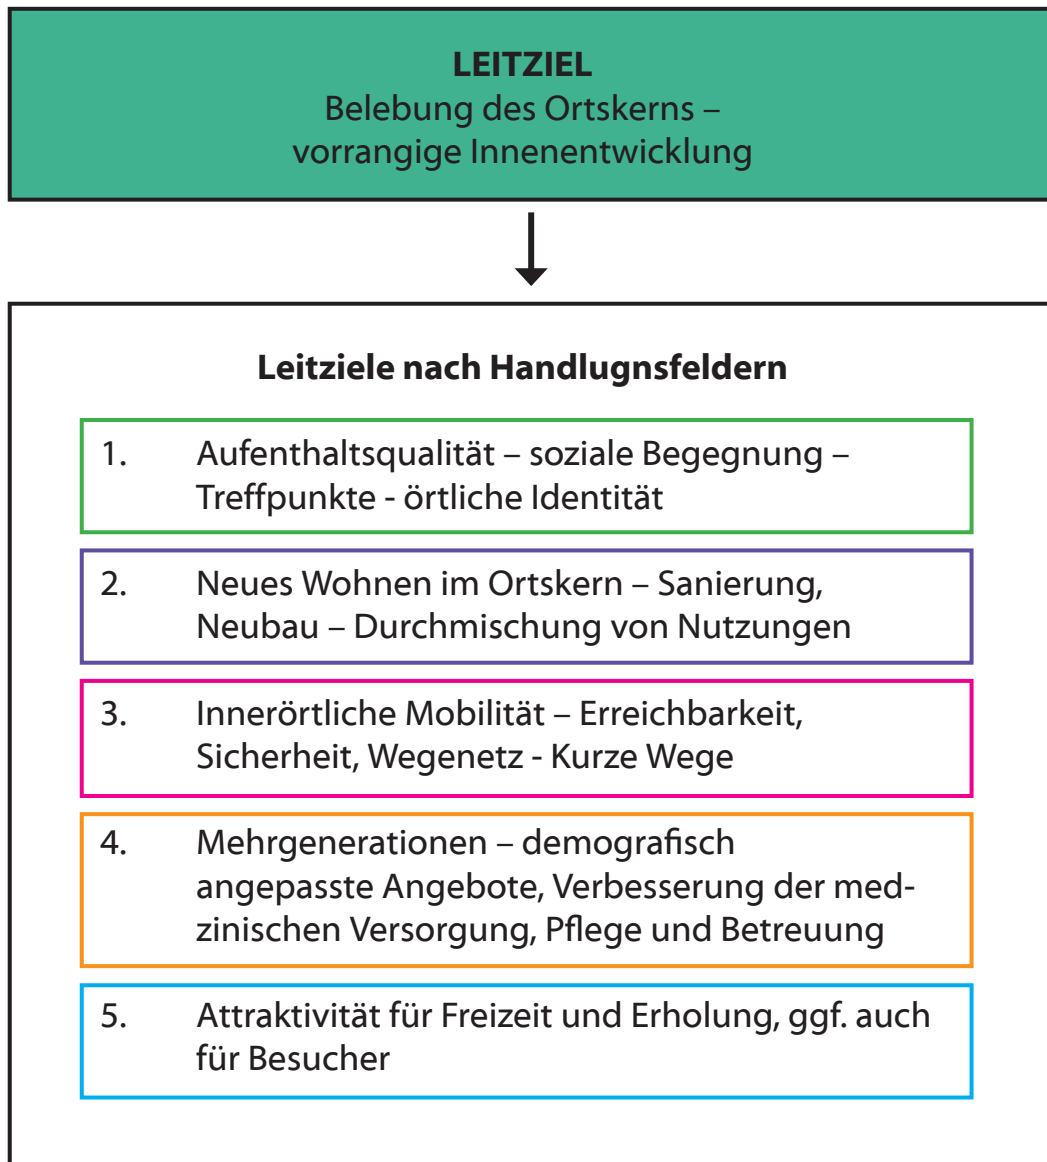 LEITZIEL
Belebung des Ortskerns –
vorrangige Innenentwicklung
Leitziele nach Handlugnsfeldern
1. Aufenthaltsqualität – soziale Begegnung –
Treffpunkte - örtliche Identität
2. Neues Wohnen im Ortskern – Sanierung,
Neubau – Durchmischung von Nutzungen
3. Innerörtliche Mobilität – Erreichbarkeit,
Sicherheit, Wegenetz - Kurze Wege
4. Mehrgenerationen – demografisch
angepasste Angebote, Verbesserung der med-
zinischen Versorgung, Pflege und Betreuung
5. Attraktivität für Freizeit und Erholung, ggf. auch
für Besucher